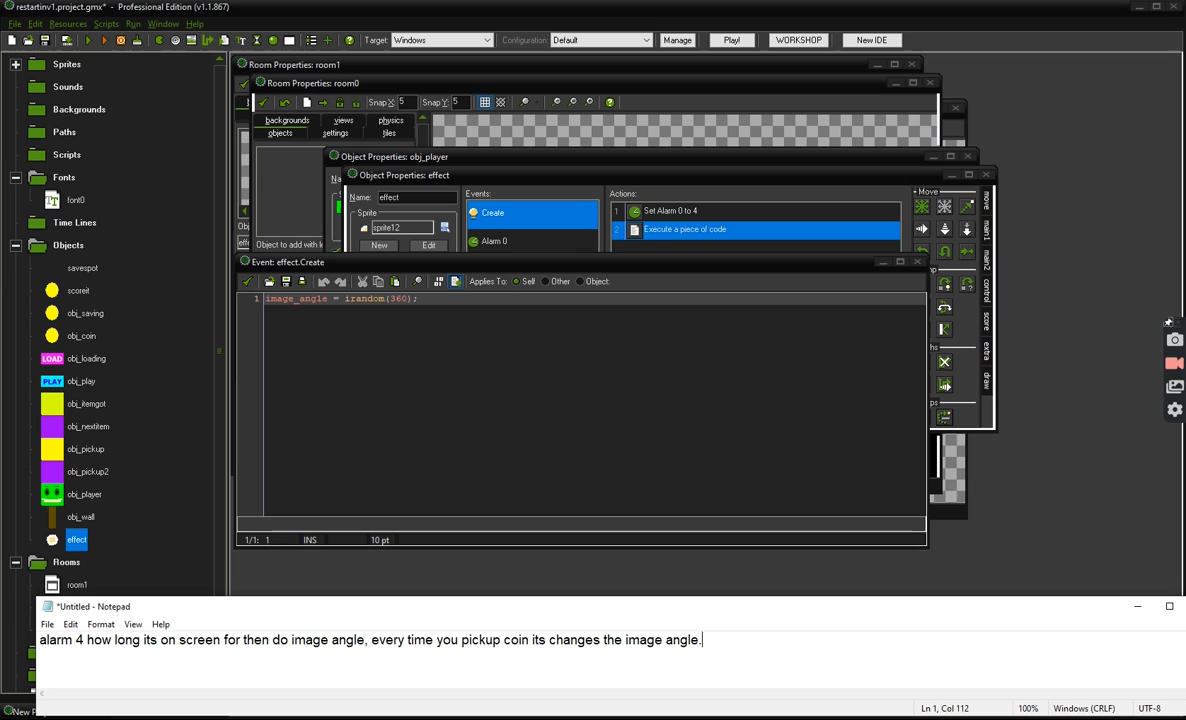 restartinv1.project.gmx* - Professional Edition (v1.1.867)
File Edit Resources Scripts Run Window Help
Target: Windows Configuration: Default Manage Play! WORKSHOP New IDE
Sprites
Sounds
Backgrounds
Paths
Scripts
Fonts
font0
Time Lines
Objects
savespot
scoreit
obj_saving
obj_coin
LOAD obj_loading
PLAY obj_play
obj_itemgot
obj_nextitem
obj_pickup
obj_pickup2
obj_player
obj_wall
effect
Rooms
room1
Room Properties: room1
Room Properties: room0
Snap X: 5 Snap Y: 5
backgrounds views physics
objects settings tiles
Object to add with le
Object Properties: obj_player
Object Properties: effect
Name: effect
Sprite
sprite12
New Edit
Events:
Create
Alarm 0
Actions:
1 Set Alarm 0 to 4
2 Execute a piece of code
Move
move
main1
main2
control
score
extra
draw
Event: effect.Create
Applies To: Self Other Object:
1 image_angle = irandom(360);
1/1: 1 INS 10 pt
*Untitled - Notepad
File Edit Format View Help
alarm 4 how long its on screen for then do image angle, every time you pickup coin its changes the image angle.
Ln 1, Col 112 100% Windows (CRLF) UTF-8